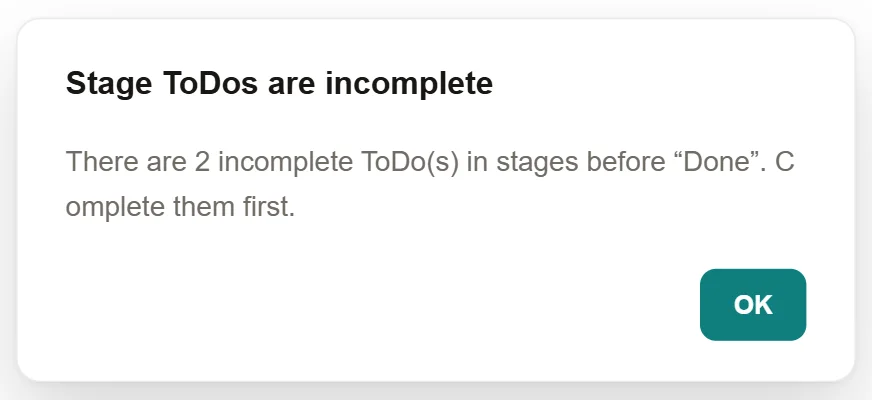 Stage ToDos are incomplete
There are 2 incomplete ToDo(s) in stages before “Done”. C
omplete them first.
OK